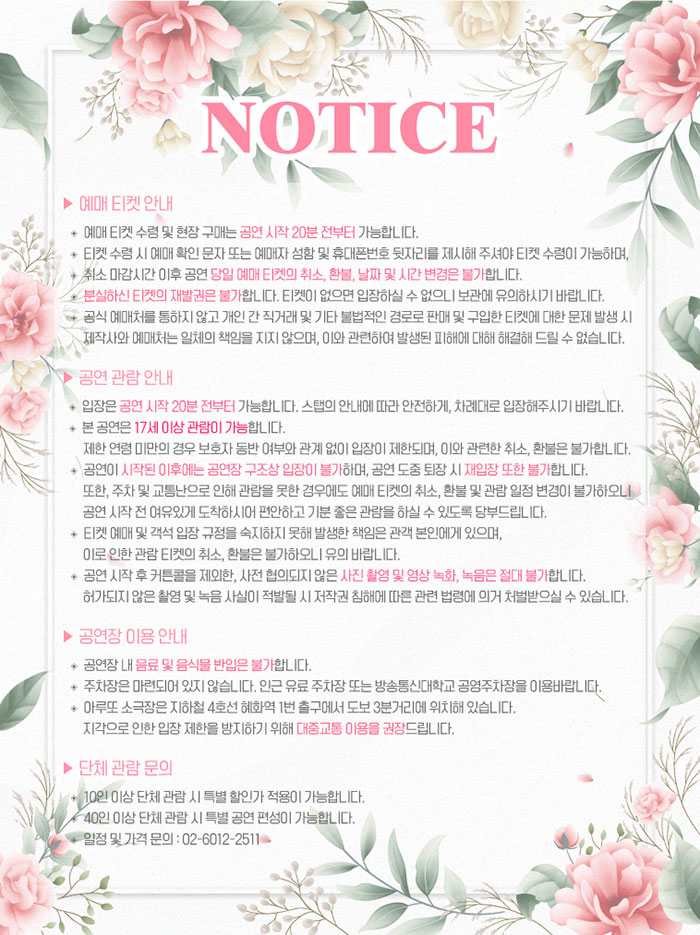 NOTICE
▶ 예매 티켓 안내
예매 티켓 수령 및 현장 구매는 공연 시작 20분 전부터 가능합니다.
티켓 수령 시 예매 확인 문자 또는 예매자 성함 및 휴대폰번호 뒷자리를 제시해 주셔야 티켓 수령이 가능하며,
취소 마감시간 이후 공연 당일 예매 티켓의 취소, 환불, 날짜 및 시간 변경은 불가합니다.
분실하신 티켓의 재발권은 불가합니다. 티켓이 없으면 입장하실 수 없으니 보관에 유의하시기 바랍니다.
공식 예매처를 통하지 않고 개인 간 직거래 및 기타 불법적인 경로로 판매 및 구입한 티켓에 대한 문제 발생 시
제작사와 예매처는 일체의 책임을 지지 않으며, 이와 관련하여 발생된 피해에 대해 해결해 드릴 수 없습니다.
▶ 공연 관람 안내
입장은 공연 시작 20분 전부터 가능합니다. 스탭의 안내에 따라 안전하게, 차례대로 입장해주시기 바랍니다.
본 공연은 17세 이상 관람이 가능합니다.
제한 연령 미만의 경우 보호자 동반 여부와 관계 없이 입장이 제한되며, 이와 관련한 취소, 환불은 불가합니다.
공연이 시작된 이후에는 공연장 구조상 입장이 불가하며, 공연 도중 퇴장 시 재입장 또한 불가합니다.
또한, 주차 및 교통난으로 인해 관람을 못한 경우에도 예매 티켓의 취소, 환불 및 관람 일정 변경이 불가하오니
공연 시작 전 여유있게 도착하시어 편안하고 기분 좋은 관람을 하실 수 있도록 당부드립니다.
티켓 예매 및 객석 입장 규정을 숙지하지 못해 발생한 책임은 관객 본인에게 있으며,
이로 인한 관람 티켓의 취소, 환불은 불가하오니 유의 바랍니다.
공연 시작 후 커튼콜을 제외한, 사전 협의되지 않은 사진 촬영 및 영상 녹화, 녹음은 절대 불가합니다.
허가되지 않은 촬영 및 녹음 사실이 적발될 시 저작권 침해에 따른 관련 법령에 의거 처벌받으실 수 있습니다.
▶ 공연장 이용 안내
공연장 내 음료 및 음식물 반입은 불가합니다.
주차장은 마련되어 있지 않습니다. 인근 유료 주차장 또는 방송통신대학교 공영주차장을 이용바랍니다.
아루또 소극장은 지하철 4호선 혜화역 1번 출구에서 도보 3분거리에 위치해 있습니다.
지각으로 인한 입장 제한을 방지하기 위해 대중교통 이용을 권장드립니다.
▶ 단체 관람 문의
10인 이상 단체 관람 시 특별 할인가 적용이 가능합니다.
40인 이상 단체 관람 시 특별 공연 편성이 가능합니다.
일정 및 가격 문의 : 02-6012-2511